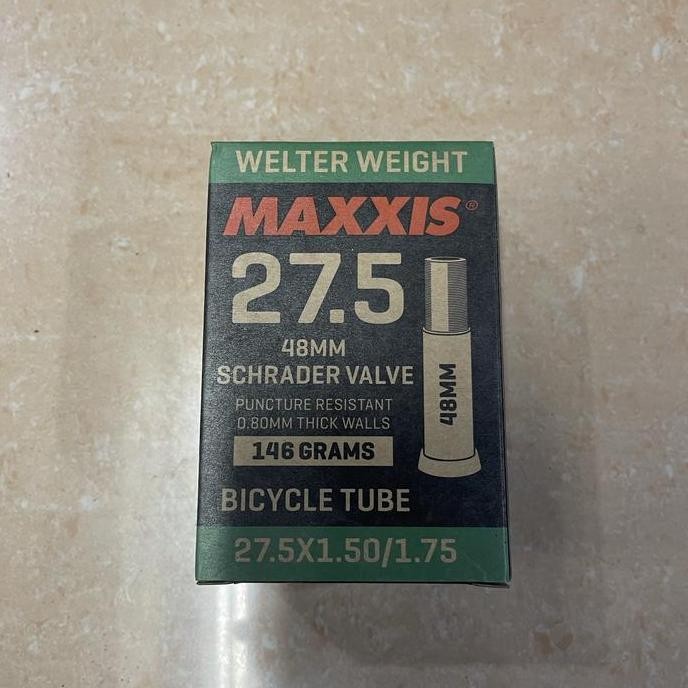 WELTER WEIGHT
MAXXIS®
27.5
48MM
SCHRADER VALVE
PUNCTURE RESISTANT
0.80MM THICK WALLS
146 GRAMS
48MM
BICYCLE TUBE
27.5X1.50/1.75